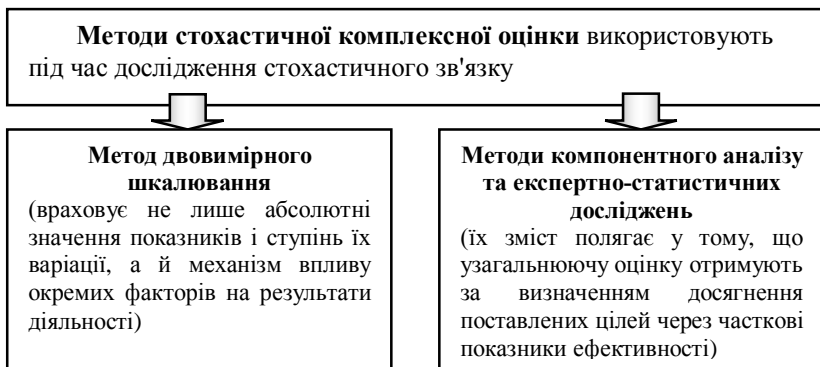 Методи стохастичної комплексної оцінки використовують
під час дослідження стохастичного зв'язку
Метод двовимірного
шкалювання
(враховує не лише абсолютні
значення показників і ступінь їх
варіації, а й механізм впливу
окремих факторів на результати
діяльності)
Методи компонентного аналізу
та експертно-статистичних
досліджень
(їх зміст полягає у тому, що
узагальнюючу оцінку отримують
за визначенням досягнення
поставлених цілей через часткові
показники ефективності)